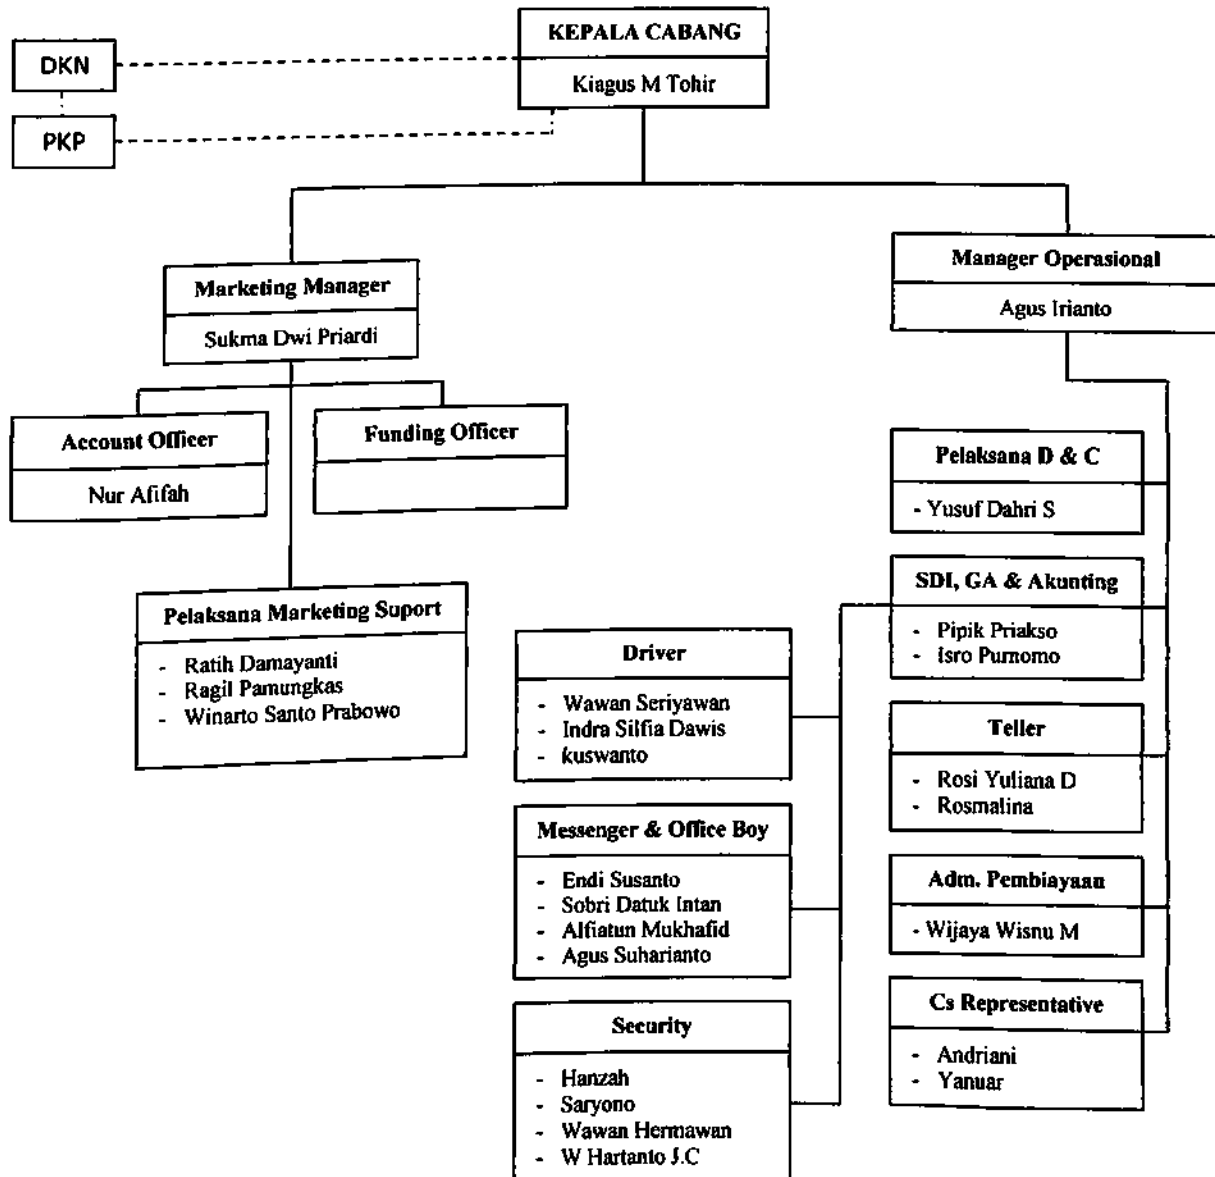 KEPALA CABANG
Kiagus M Tohir
DKN
PKP
Marketing Manager
Sukma Dwi Priardi
Manager Operasional
Agus Irianto
Account Officer
Nur Afifah
Funding Officer
Pelaksana Marketing Suport
- Ratih Damayanti
- Ragil Pamungkas
- Winarto Santo Prabowo
Pelaksana D & C
- Yusuf Dahri S
SDI, GA & Akunting
- Pipik Priakso
- Isro Purnomo
Driver
- Wawan Seriyawan
- Indra Silfia Dawis
- kuswanto
Messenger & Office Boy
- Endi Susanto
- Sobri Datuk Intan
- Alfiatun Mukhafid
- Agus Suharianto
Security
- Hanzah
- Saryono
- Wawan Hermawan
- W Hartanto J.C
Teller
- Rosi Yuliana D
- Rosmalina
Adm. Pembiayaan
- Wijaya Wisnu M
Cs Representative
- Andriani
- Yanuar